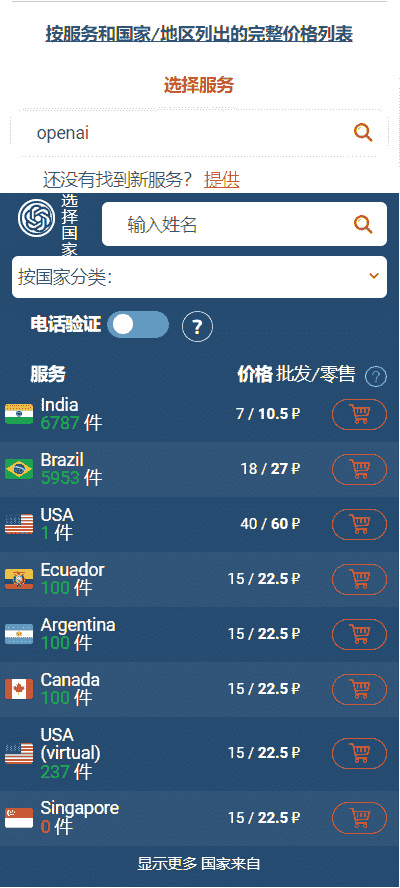 按服务和国家/地区列出的完整价格列表
选择服务
openai
还没有找到新服务？ 提供
选择国家
输入姓名
按国家分类：
电话验证 ?
服务 价格 批发/零售 ?
India
6787 件
7 / 10.5 ₽
Brazil
5953 件
18 / 27 ₽
USA
1 件
40 / 60 ₽
Ecuador
100 件
15 / 22.5 ₽
Argentina
100 件
15 / 22.5 ₽
Canada
100 件
15 / 22.5 ₽
USA
(virtual)
237 件
15 / 22.5 ₽
Singapore
0 件
15 / 22.5 ₽
显示更多 国家来自